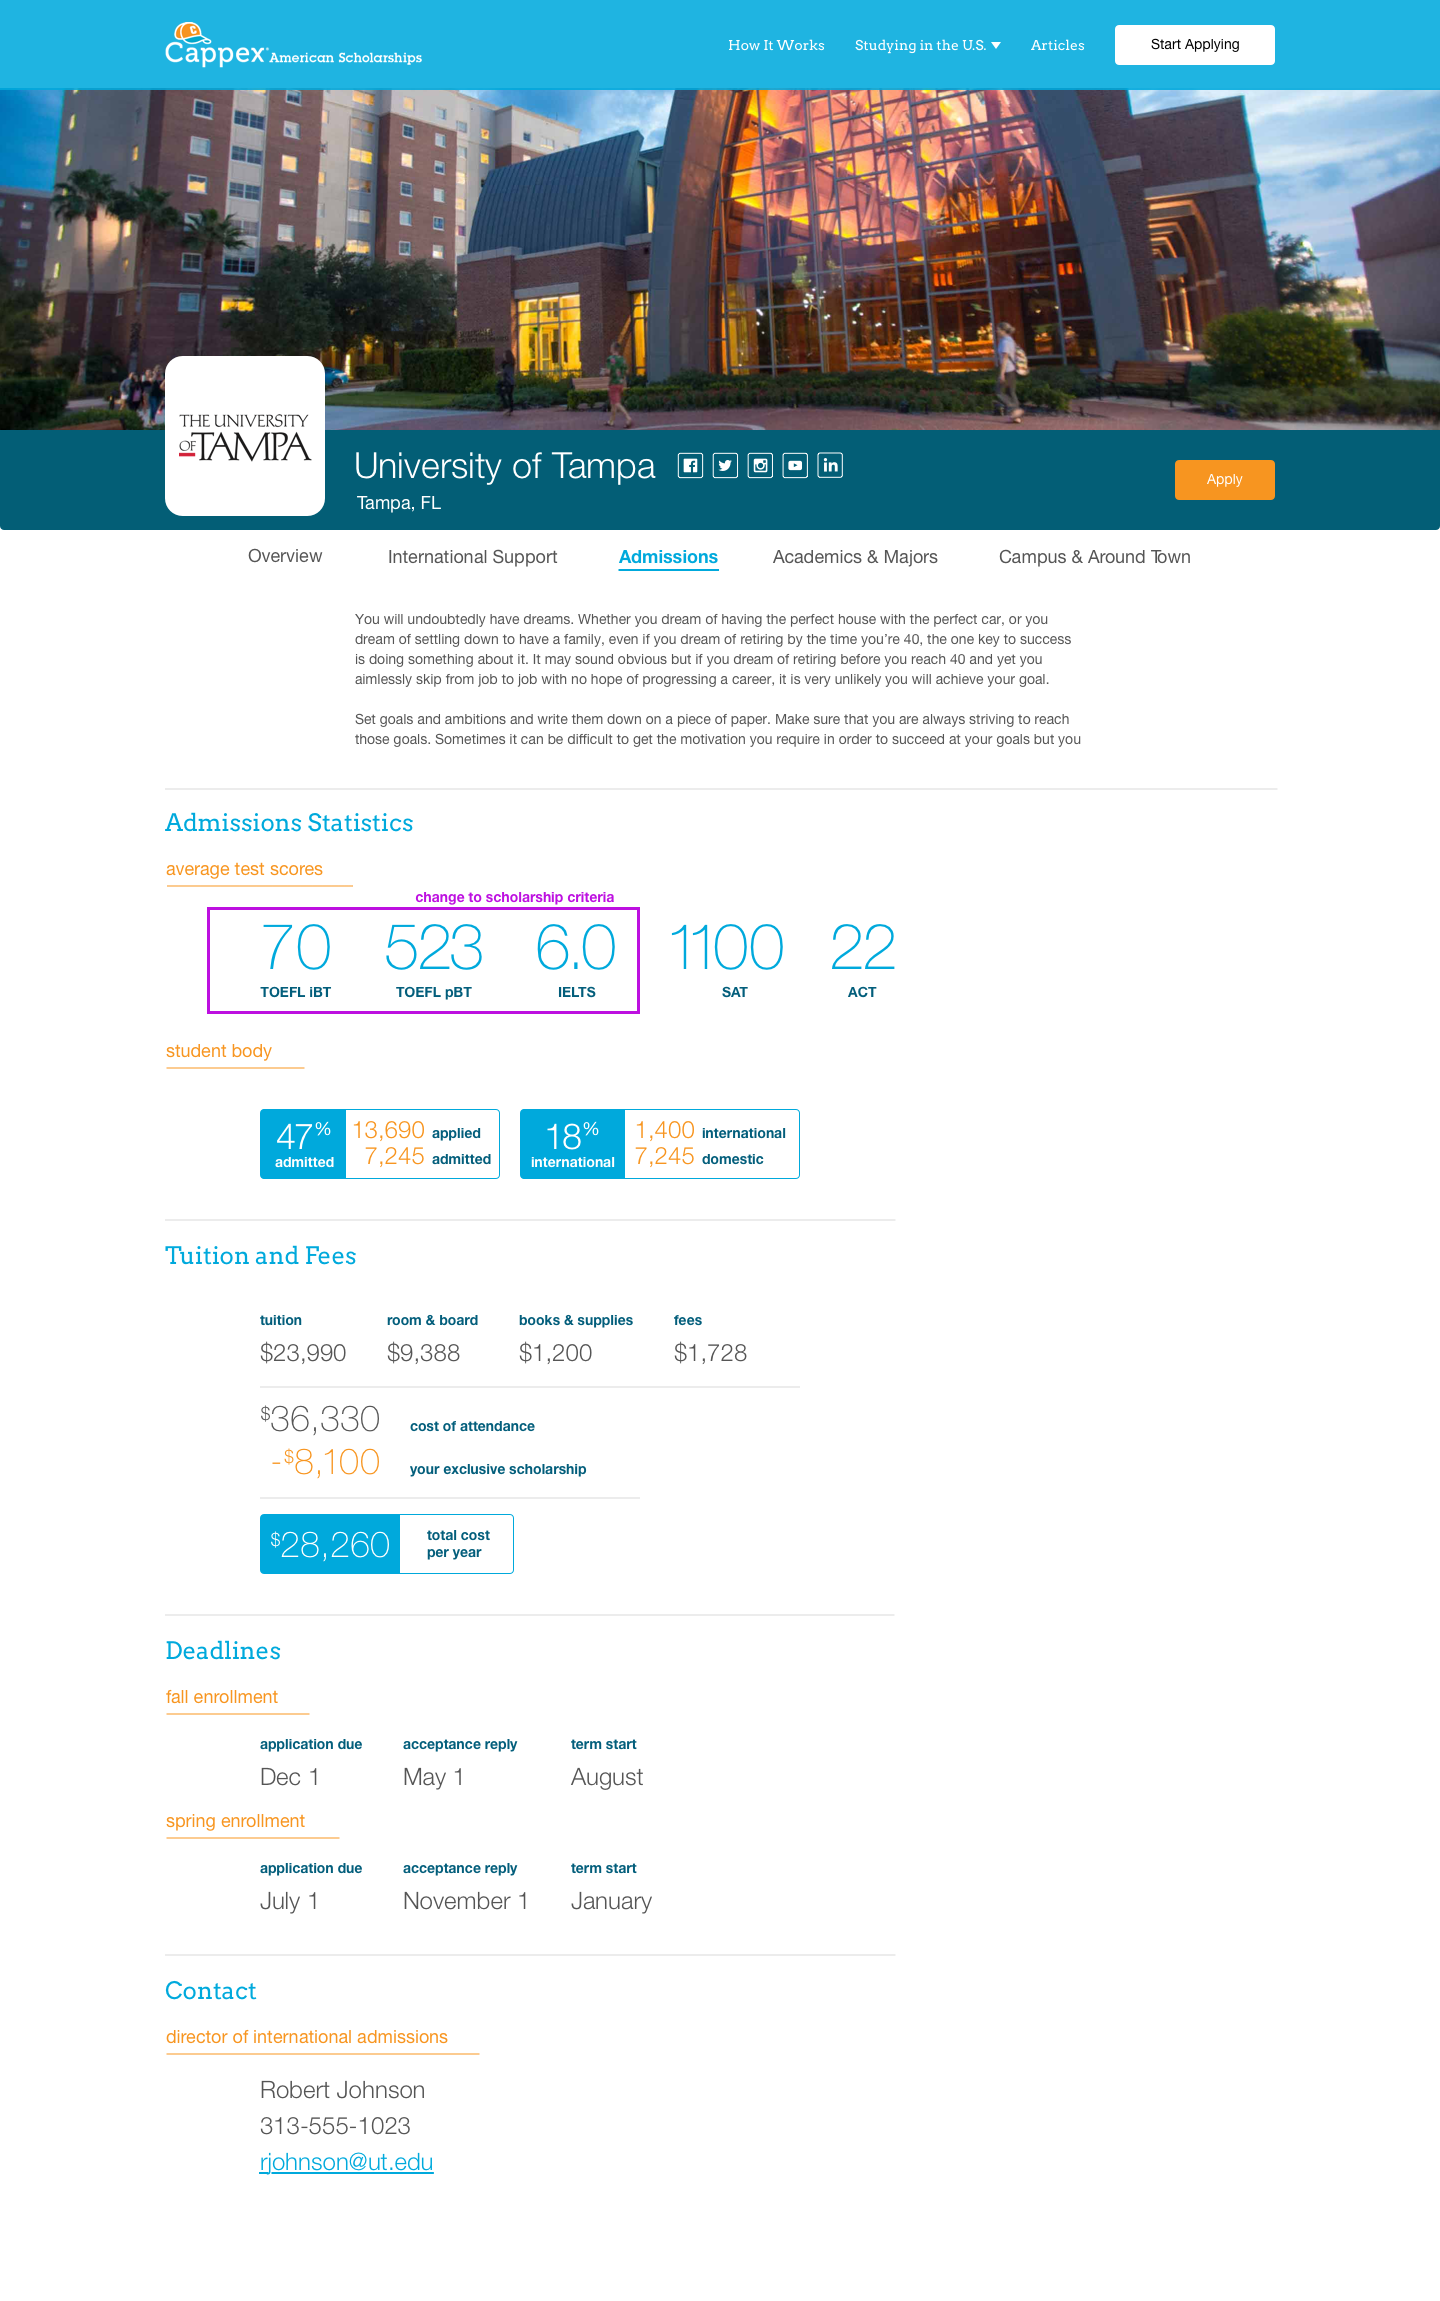 Cappex American Scholarships
How It Works
Studying in the U.S.
Articles
Start Applying
THE UNIVERSITY
OF TAMPA
University of Tampa
Tampa, FL
Apply
Overview
International Support
Admissions
Academics & Majors
Campus & Around Town
You will undoubtedly have dreams. Whether you dream of having the perfect house with the perfect car, or you
dream of settling down to have a family, even if you dream of retiring by the time you’re 40, the one key to success
is doing something about it. It may sound obvious but if you dream of retiring before you reach 40 and yet you
aimlessly skip from job to job with no hope of progressing a career, it is very unlikely you will achieve your goal.
Set goals and ambitions and write them down on a piece of paper. Make sure that you are always striving to reach
those goals. Sometimes it can be difficult to get the motivation you require in order to succeed at your goals but you
Admissions Statistics
average test scores
change to scholarship criteria
70 523 6.0 1100 22
TOEFL iBT TOEFL pBT IELTS SAT ACT
student body
47%
admitted
13,690 applied
7,245 admitted
18%
international
1,400 international
7,245 domestic
Tuition and Fees
tuition room & board books & supplies fees
$23,990 $9,388 $1,200 $1,728
$36,330 cost of attendance
-$8,100 your exclusive scholarship
$28,260
total cost
per year
Deadlines
fall enrollment
application due acceptance reply term start
Dec 1 May 1 August
spring enrollment
application due acceptance reply term start
July 1 November 1 January
Contact
director of international admissions
Robert Johnson
313-555-1023
rjohnson@ut.edu